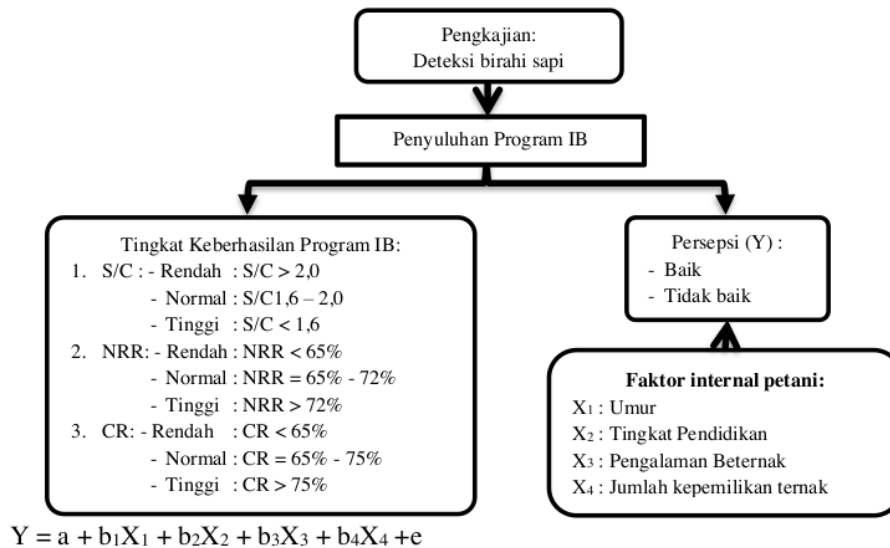 Pengkajian:
Deteksi birahi sapi
Penyuluhan Program IB
Tingkat Keberhasilan Program IB:
1. S/C : - Rendah : S/C > 2,0
- Normal : S/C1,6 – 2,0
- Tinggi : S/C < 1,6
2. NRR: - Rendah : NRR < 65%
- Normal : NRR = 65% - 72%
- Tinggi : NRR > 72%
3. CR: - Rendah : CR < 65%
- Normal : CR = 65% - 75%
- Tinggi : CR > 75%
Persepsi (Y) :
- Baik
- Tidak baik
Faktor internal petani:
X₁ : Umur
X₂ : Tingkat Pendidikan
X₃ : Pengalaman Beternak
X₄ : Jumlah kepemilikan ternak
Y = a + b₁X₁ + b₂X₂ + b₃X₃ + b₄X₄ +e